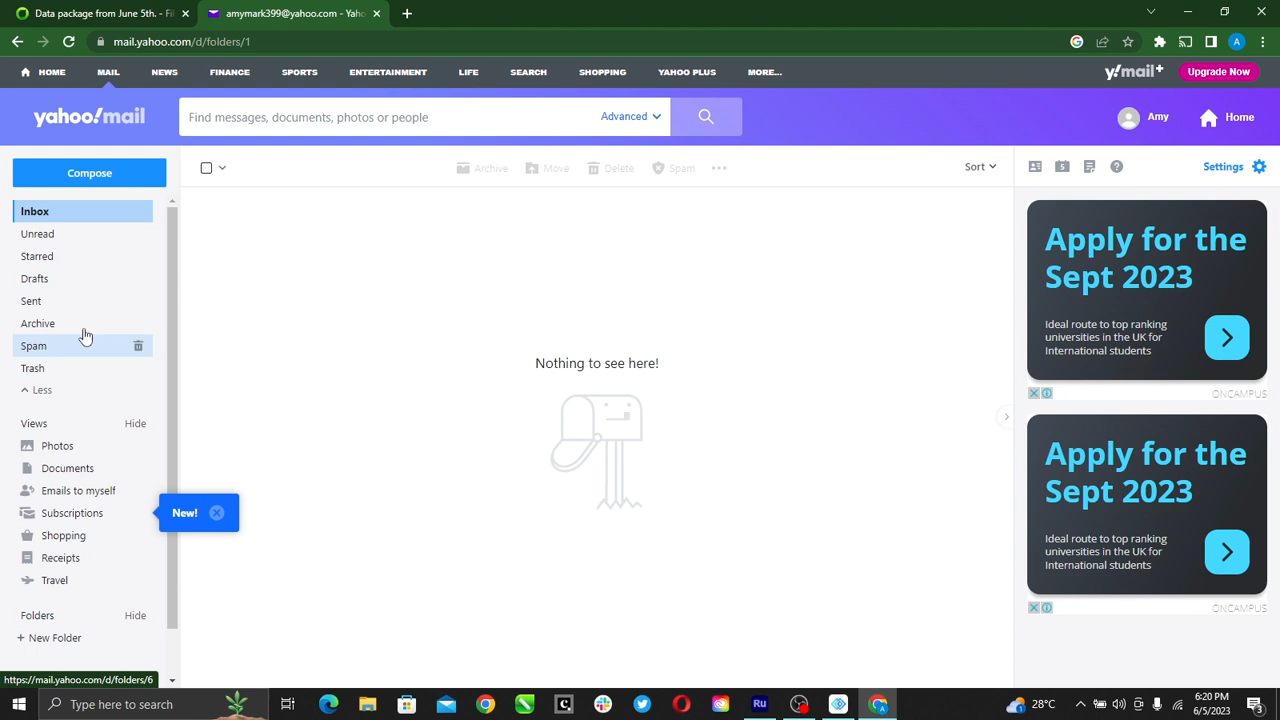 Data package from June 5th. - Fi
amymark399@yahoo.com - Yaho
mail.yahoo.com/d/folders/1
A
HOME
MAIL
NEWS
FINANCE
SPORTS
ENTERTAINMENT
LIFE
SEARCH
SHOPPING
YAHOO PLUS
MORE...
y!mail+
Upgrade Now
yahoo!mail
Find messages, documents, photos or people
Advanced
Amy
Home
Compose
Archive
Move
Delete
Spam
Sort
5
Settings
Inbox
Unread
Starred
Drafts
Sent
Archive
Spam
Trash
Less
Views
Hide
Photos
Documents
Emails to myself
Subscriptions
New!
Shopping
Receipts
Travel
Folders
Hide
+ New Folder
https://mail.yahoo.com/d/folders/6
Nothing to see here!
Apply for the
Sept 2023
Ideal route to top ranking
universities in the UK for
International students
ONCAMPUS
Apply for the
Sept 2023
Ideal route to top ranking
universities in the UK for
International students
ONCAMPUS
Type here to search
Ru
28°C
6:20 PM
6/5/2023
3